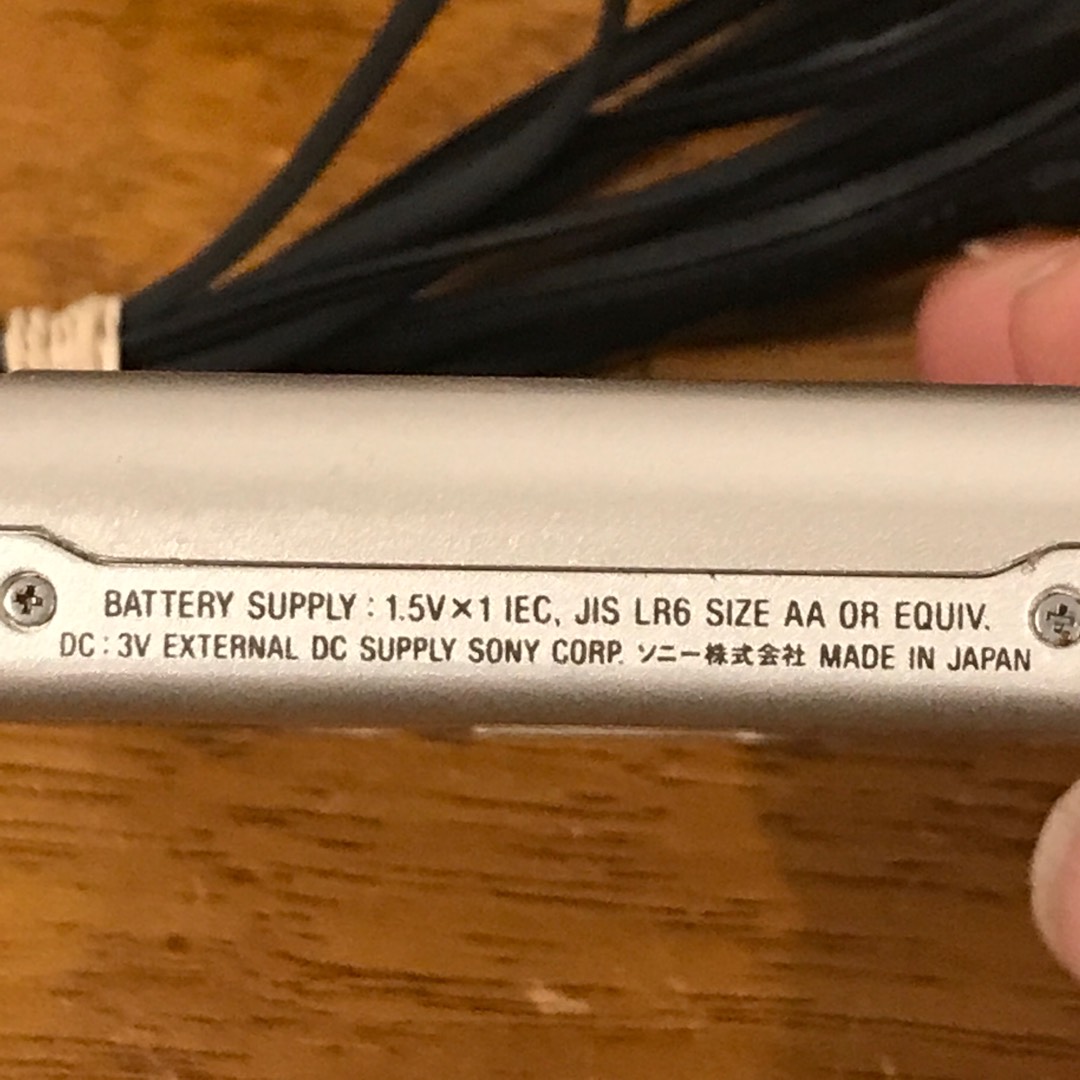 BATTERY SUPPLY : 1.5V×1 IEC, JIS LR6 SIZE AA OR EQUIV.
DC : 3V EXTERNAL DC SUPPLY SONY CORP. ソニー株式会社 MADE IN JAPAN